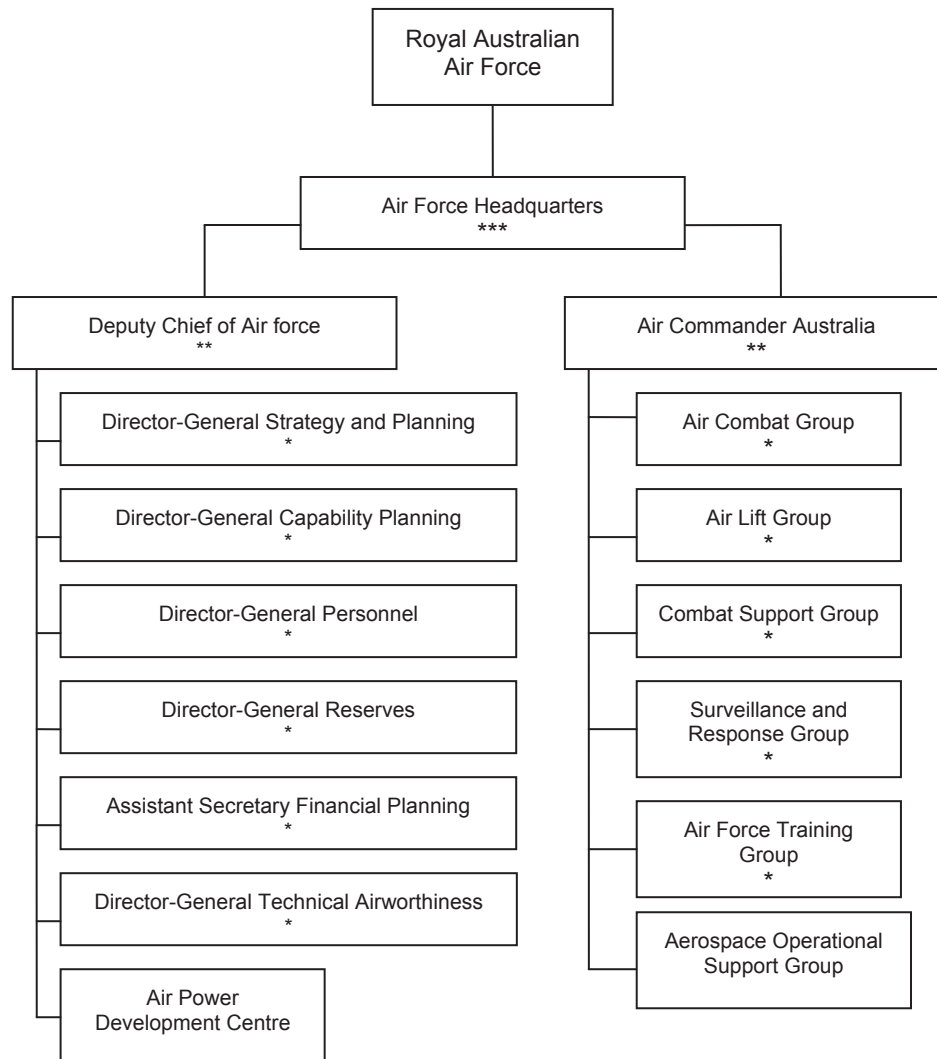 Royal Australian
Air Force
Air Force Headquarters
***
Deputy Chief of Air force
**
Director-General Strategy and Planning
*
Director-General Capability Planning
*
Director-General Personnel
*
Director-General Reserves
*
Assistant Secretary Financial Planning
*
Director-General Technical Airworthiness
*
Air Power
Development Centre
Air Commander Australia
**
Air Combat Group
*
Air Lift Group
*
Combat Support Group
*
Surveillance and
Response Group
*
Air Force Training
Group
*
Aerospace Operational
Support Group